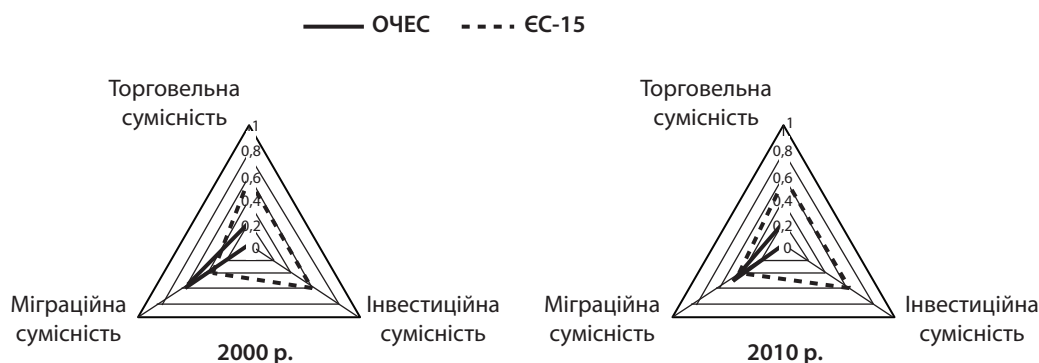 ОЧЕС ЄС-15
Торговельна
сумісність
1
0,8
0,6
0,4
0,2
0
Міграційна
сумісність
Інвестиційна
сумісність
2000 р.
Торговельна
сумісність
1
0,8
0,6
0,4
0,2
0
Міграційна
сумісність
Інвестиційна
сумісність
2010 р.